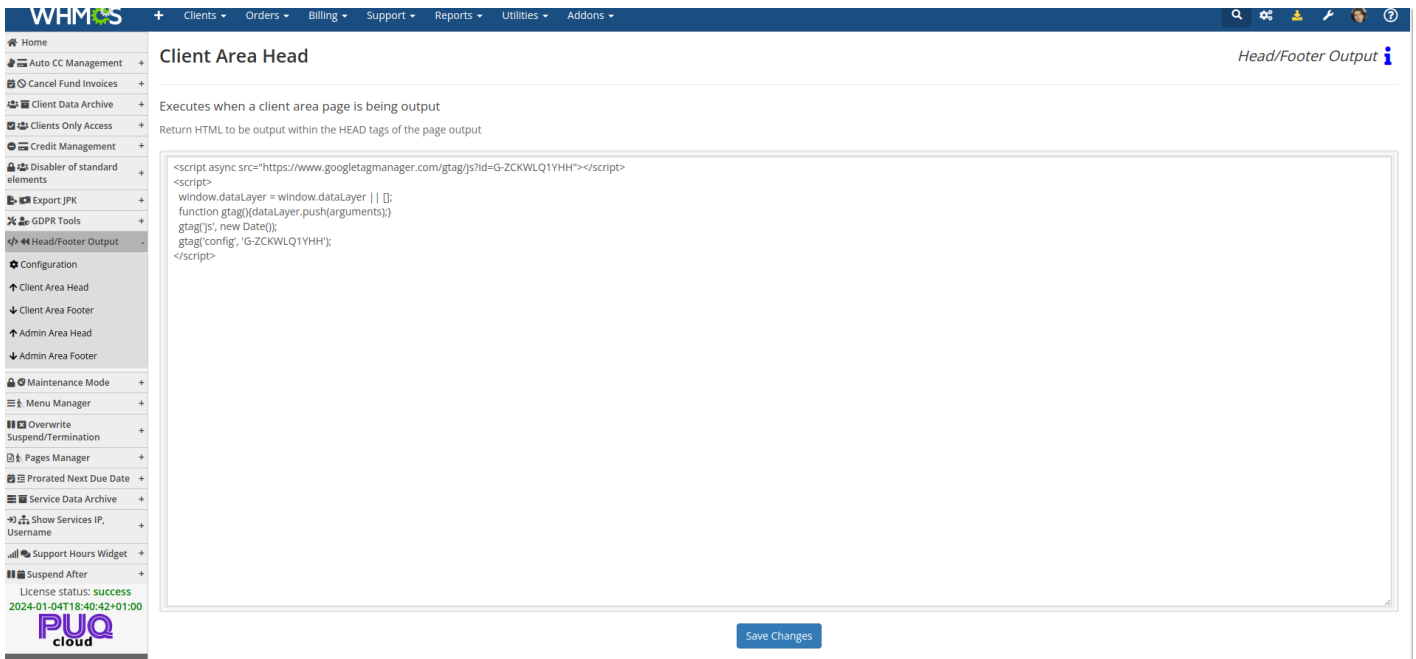 WHMCS
+ Clients Orders Billing Support Reports Utilities Addons
Home
Auto CC Management +
Cancel Fund Invoices +
Client Data Archive +
Clients Only Access +
Credit Management +
Disabler of standard
elements +
Export JPK +
GDPR Tools +
Head/Footer Output -
Configuration
Client Area Head
Client Area Footer
Admin Area Head
Admin Area Footer
Maintenance Mode +
Menu Manager +
Overwrite
Suspend/Termination +
Pages Manager +
Prorated Next Due Date +
Service Data Archive +
Show Services IP,
Username +
Support Hours Widget +
Suspend After +
License status: success
2024-01-04T18:40:42+01:00
PUQ
cloud
Client Area Head
Head/Footer Output
Executes when a client area page is being output
Return HTML to be output within the HEAD tags of the page output
<script async src="https://www.googletagmanager.com/gtag/js?id=G-ZCKWLQ1YHH"></script>
<script>
window.dataLayer = window.dataLayer || [];
function gtag(){dataLayer.push(arguments);}
gtag('js', new Date());
gtag('config', 'G-ZCKWLQ1YHH');
</script>
Save Changes